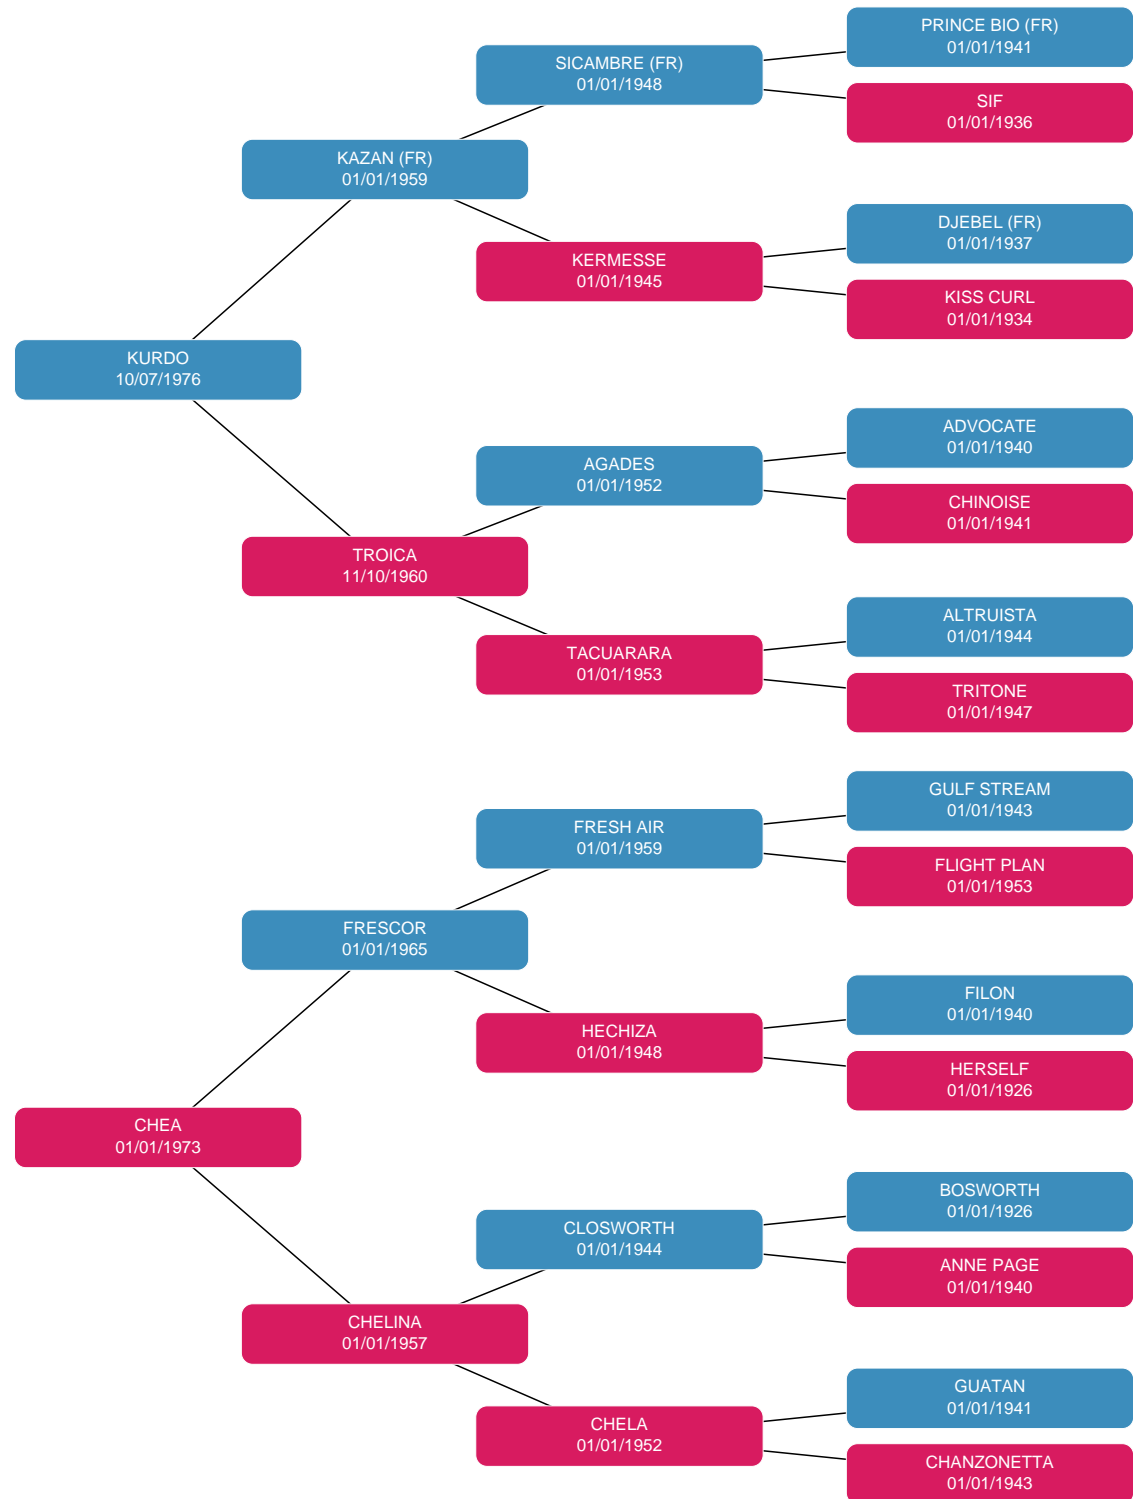 PRINCE BIO (FR)
01/01/1941
SICAMBRE (FR)
01/01/1948
SIF
01/01/1936
KAZAN (FR)
01/01/1959
DJEBEL (FR)
01/01/1937
KERMESSE
01/01/1945
KISS CURL
01/01/1934
KURDO
10/07/1976
ADVOCATE
01/01/1940
AGADES
01/01/1952
CHINOISE
01/01/1941
TROICA
11/10/1960
ALTRUISTA
01/01/1944
TACUARARA
01/01/1953
TRITONE
01/01/1947
GULF STREAM
01/01/1943
FRESH AIR
01/01/1959
FLIGHT PLAN
01/01/1953
FRESCOR
01/01/1965
FILON
01/01/1940
HECHIZA
01/01/1948
HERSELF
01/01/1926
CHEA
01/01/1973
BOSWORTH
01/01/1926
CLOSWORTH
01/01/1944
ANNE PAGE
01/01/1940
CHELINA
01/01/1957
GUATAN
01/01/1941
CHELA
01/01/1952
CHANZONETTA
01/01/1943